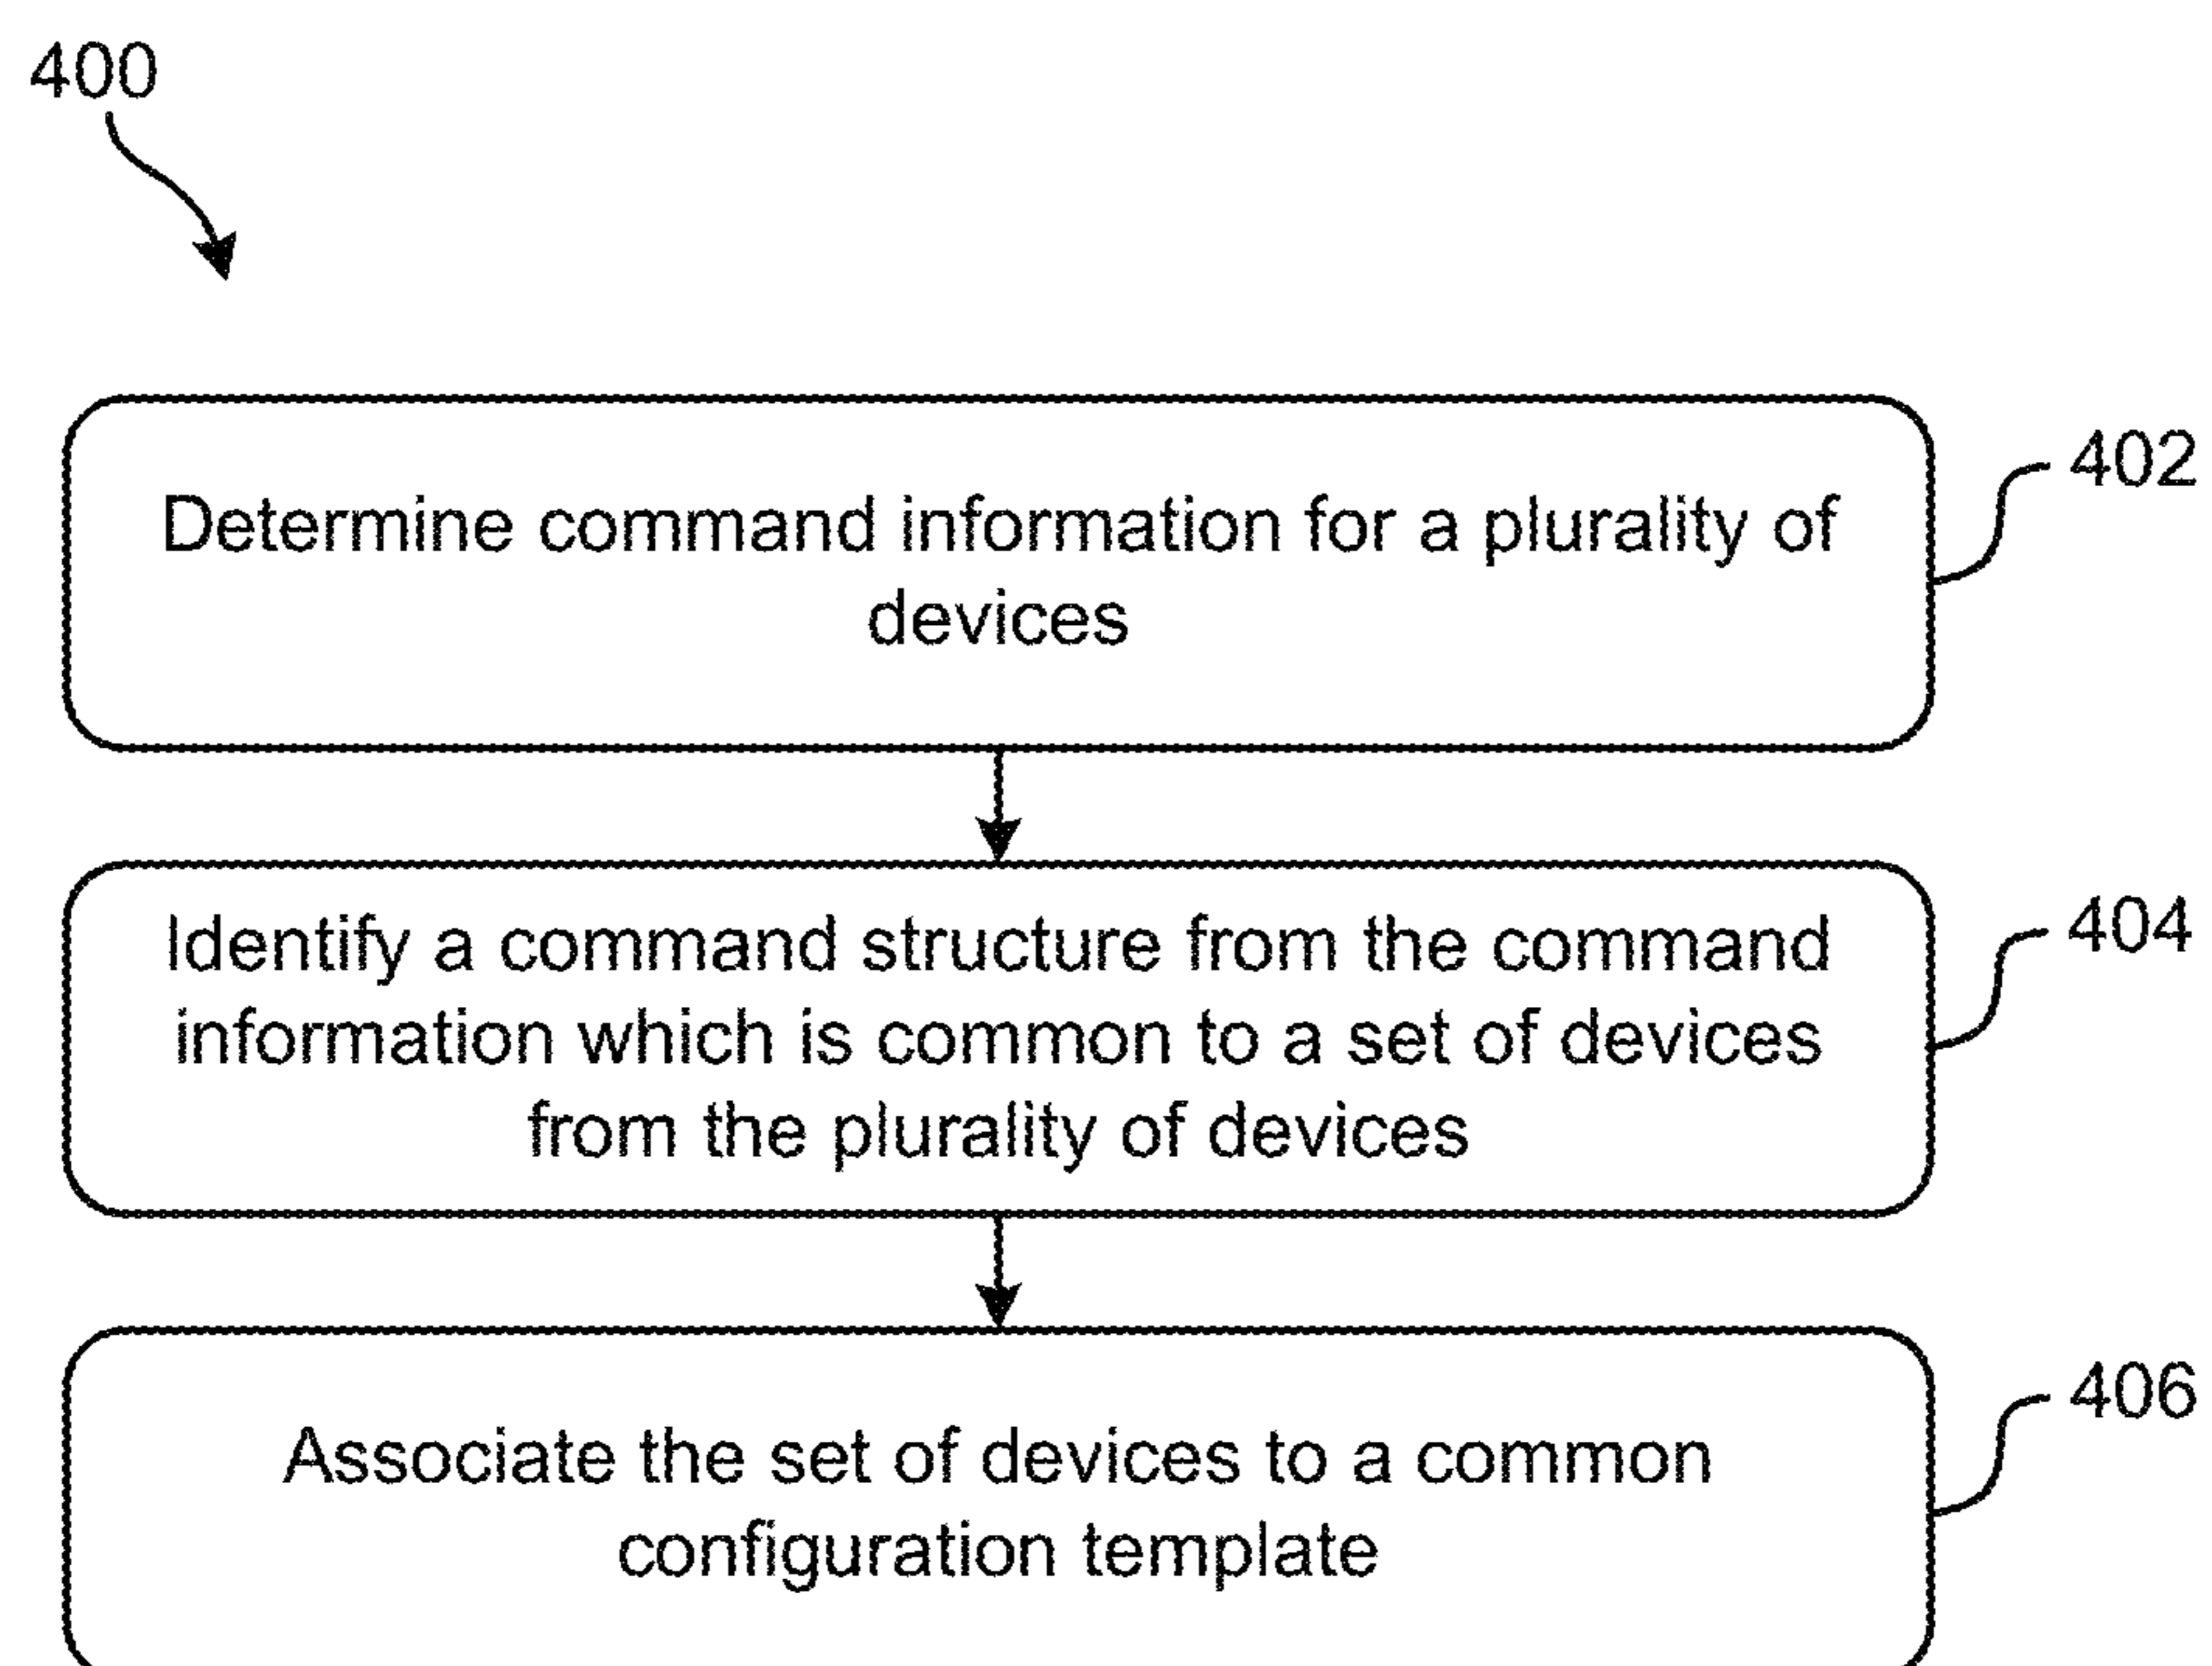 400
Determine command information for a plurality of
devices
402
Identify a command structure from the command
information which is common to a set of devices
from the plurality of devices
404
Associate the set of devices to a common
configuration template
406